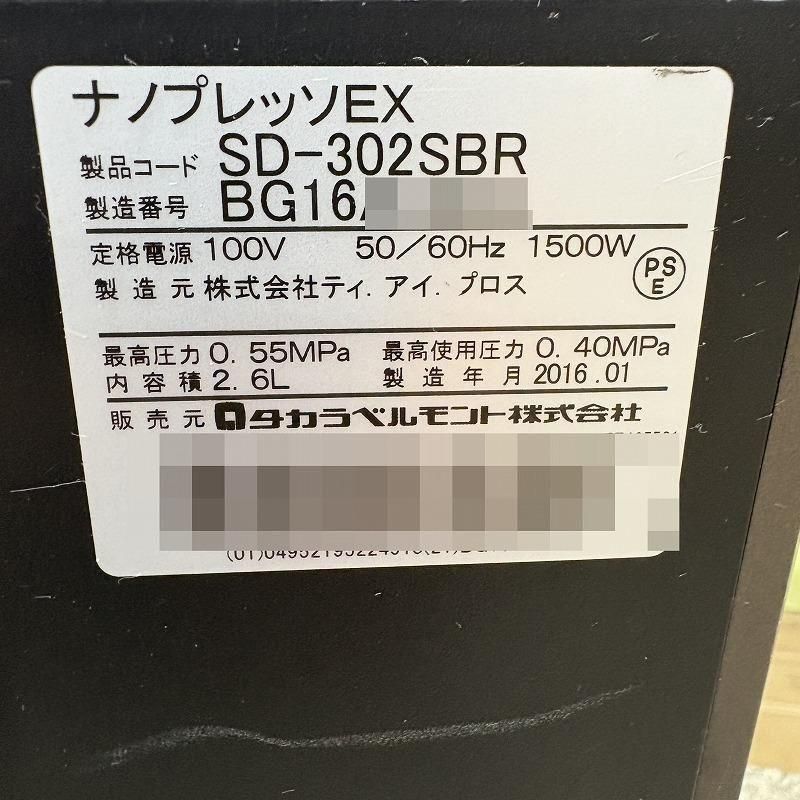 ナノプレッソEX
製品コード SD-302SBR
製造番号 BG16
定格電源 100V 50/60Hz 1500W
PS
E
製造元 株式会社ティ.アイ.プロス
最高圧力 0.55MPa 最高使用圧力 0.40MPa
内容積 2.6L 製造年月 2016.01
販売元 タカラベルモント株式会社